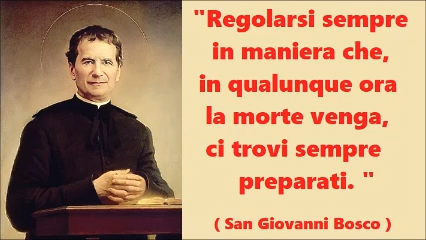 "Regolarsi sempre
in maniera che,
in qualunque ora
la morte venga,
ci trovi sempre
preparati. "
( San Giovanni Bosco )